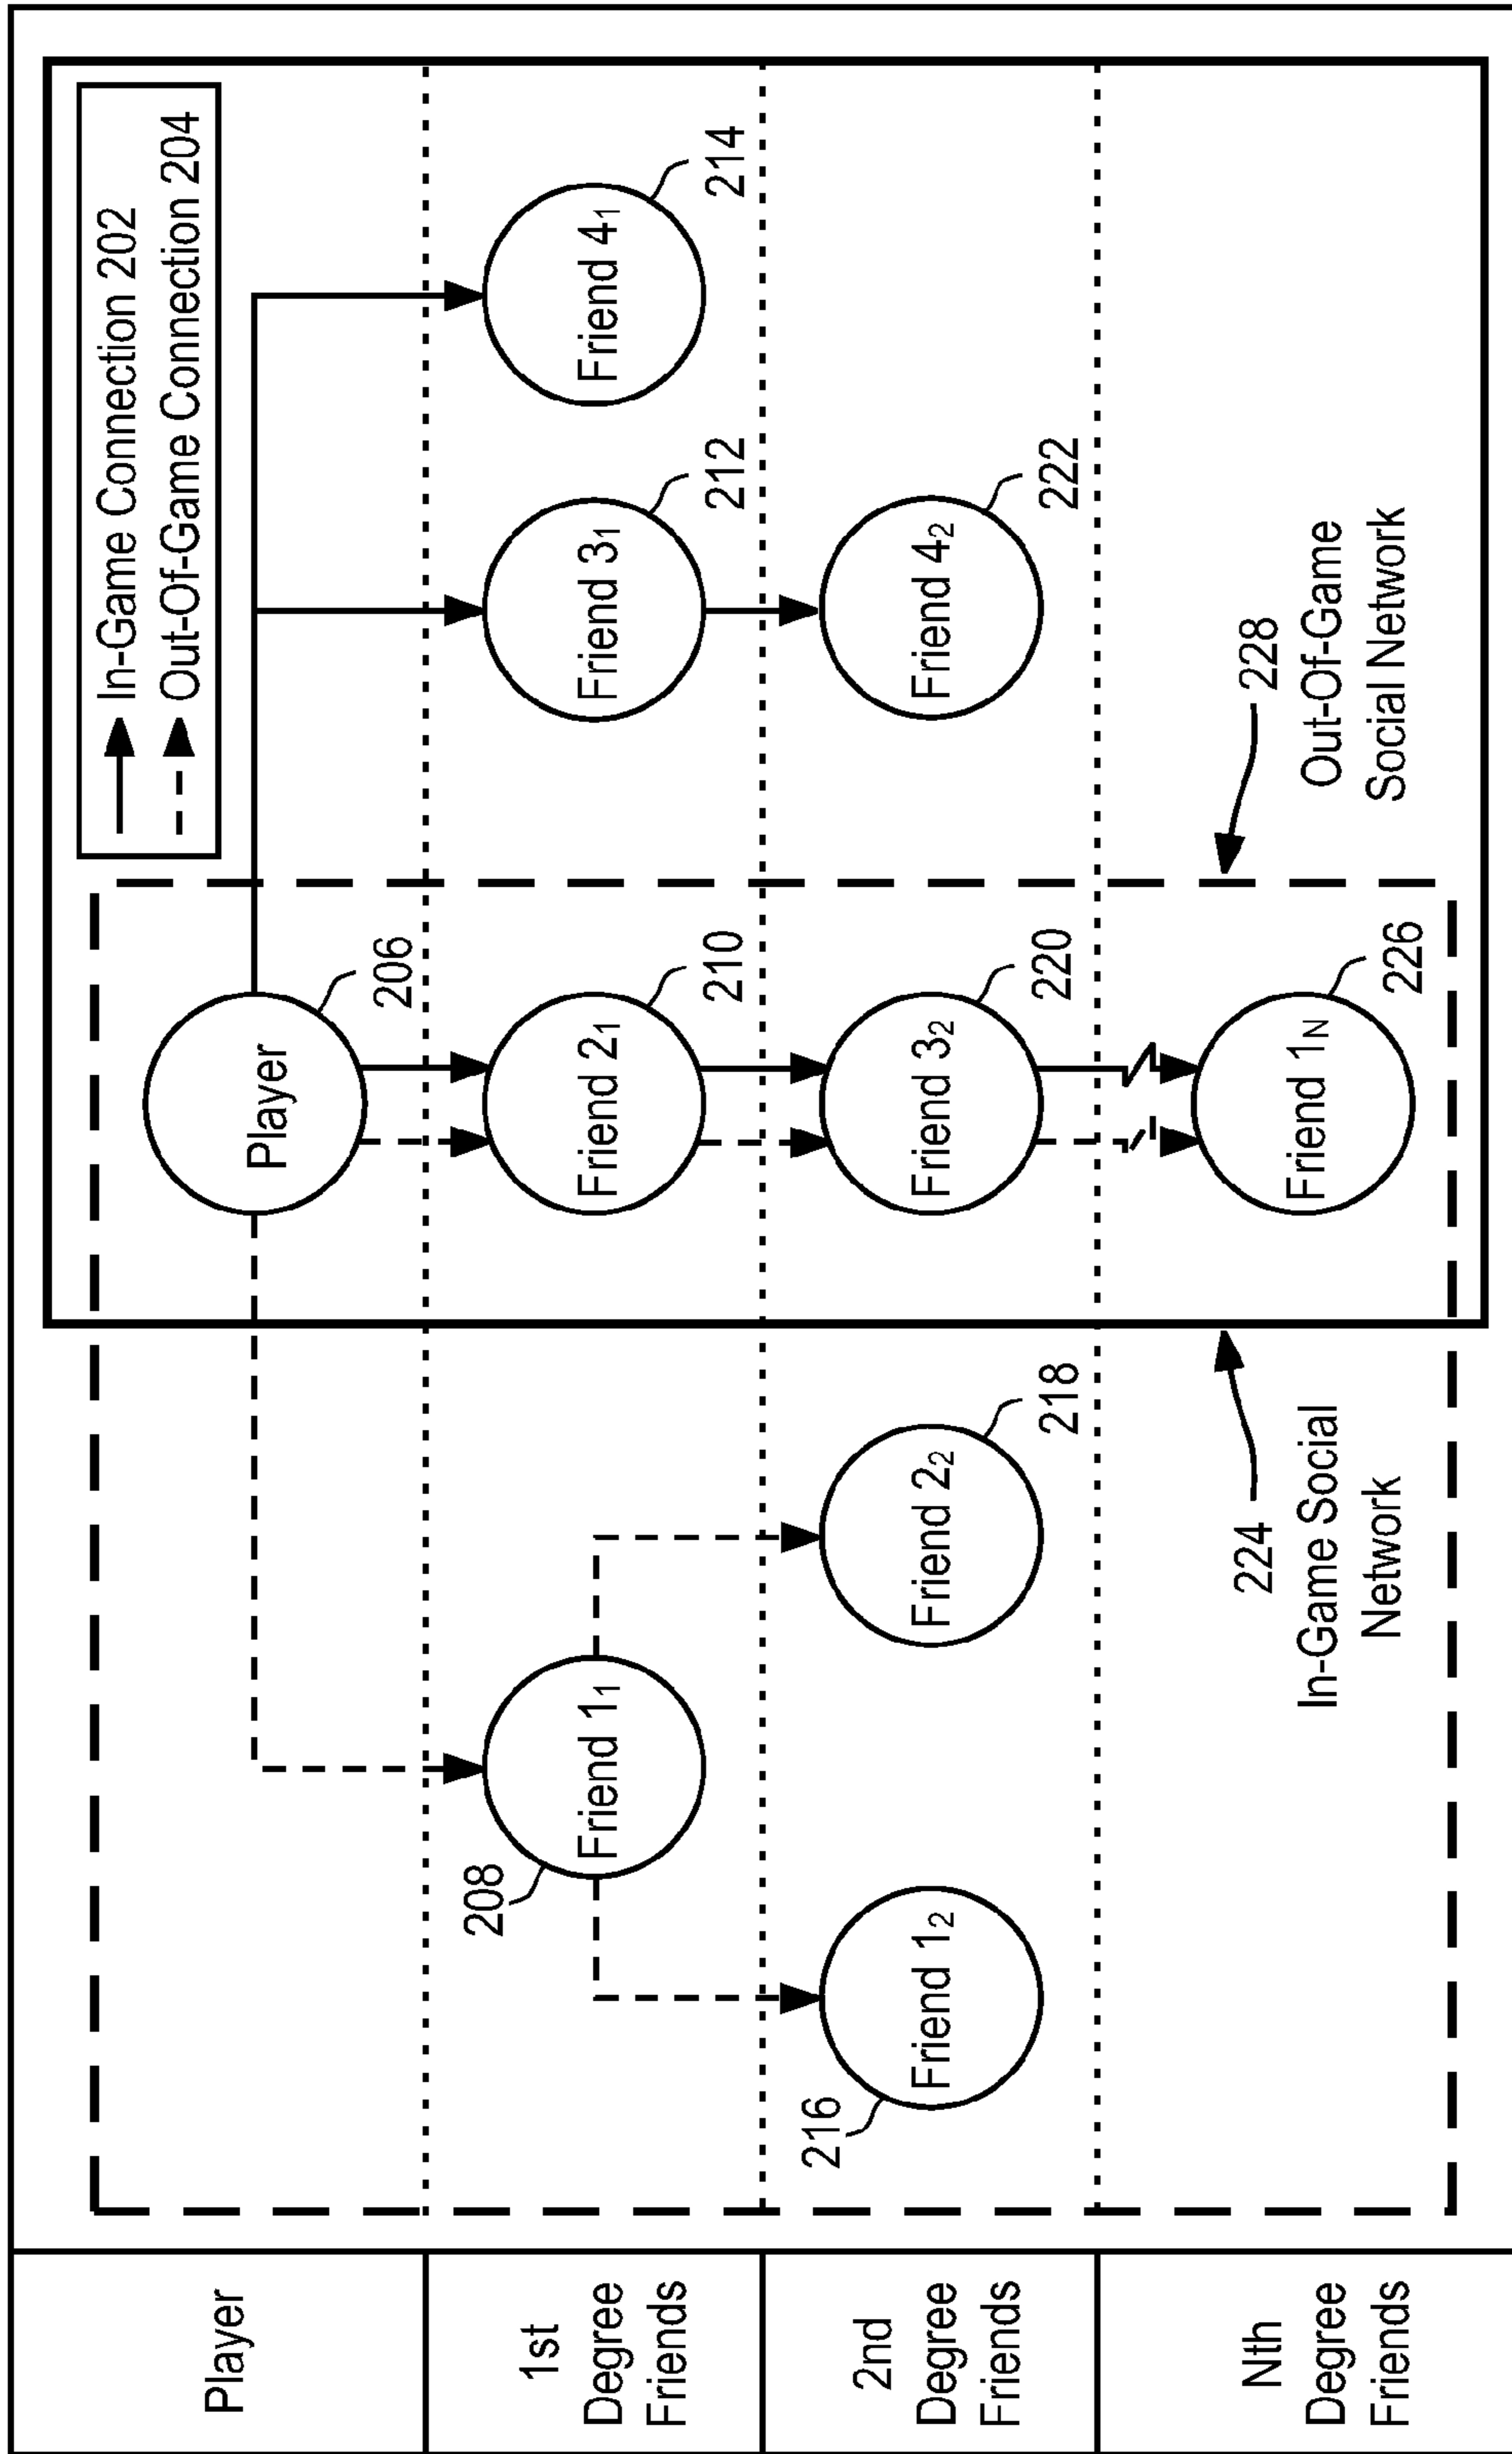 In-Game Connection 202
Out-Of-Game Connection 204
Player
Player
206
1st
Degree
Friends
208
Friend 1₁
Friend 2₁
210
Friend 3₁
212
Friend 4₁
214
2nd
Degree
Friends
216
Friend 1₂
Friend 2₂
218
Friend 3₂
220
Friend 4₂
222
Nth
Degree
Friends
224
In-Game Social
Network
Friend 1N
226
228
Out-Of-Game
Social Network